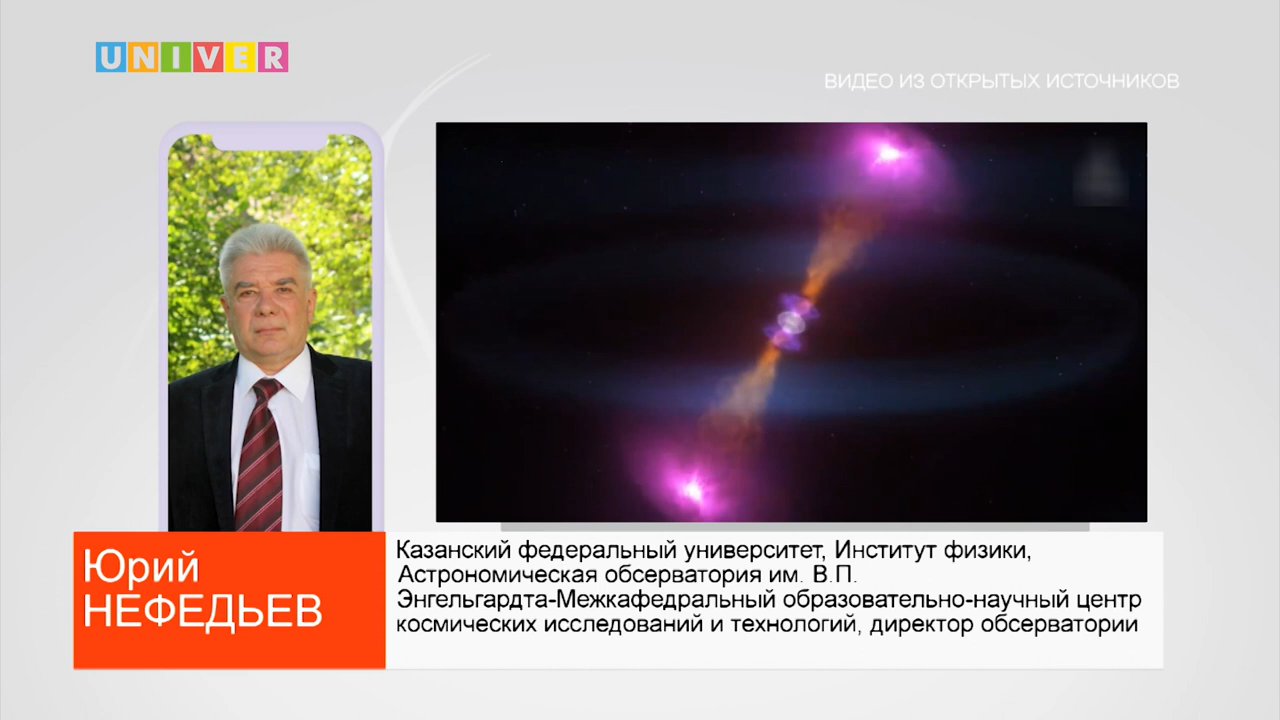 UNIVER
ВИДЕО ИЗ ОТКРЫТЫХ ИСТОЧНИКОВ
Юрий
НЕФЕДЬЕВ
Казанский федеральный университет, Институт физики,
Астрономическая обсерватория им. В.П.
Энгельгардта-Межкафедральный образовательно-научный центр
космических исследований и технологий, директор обсерватории